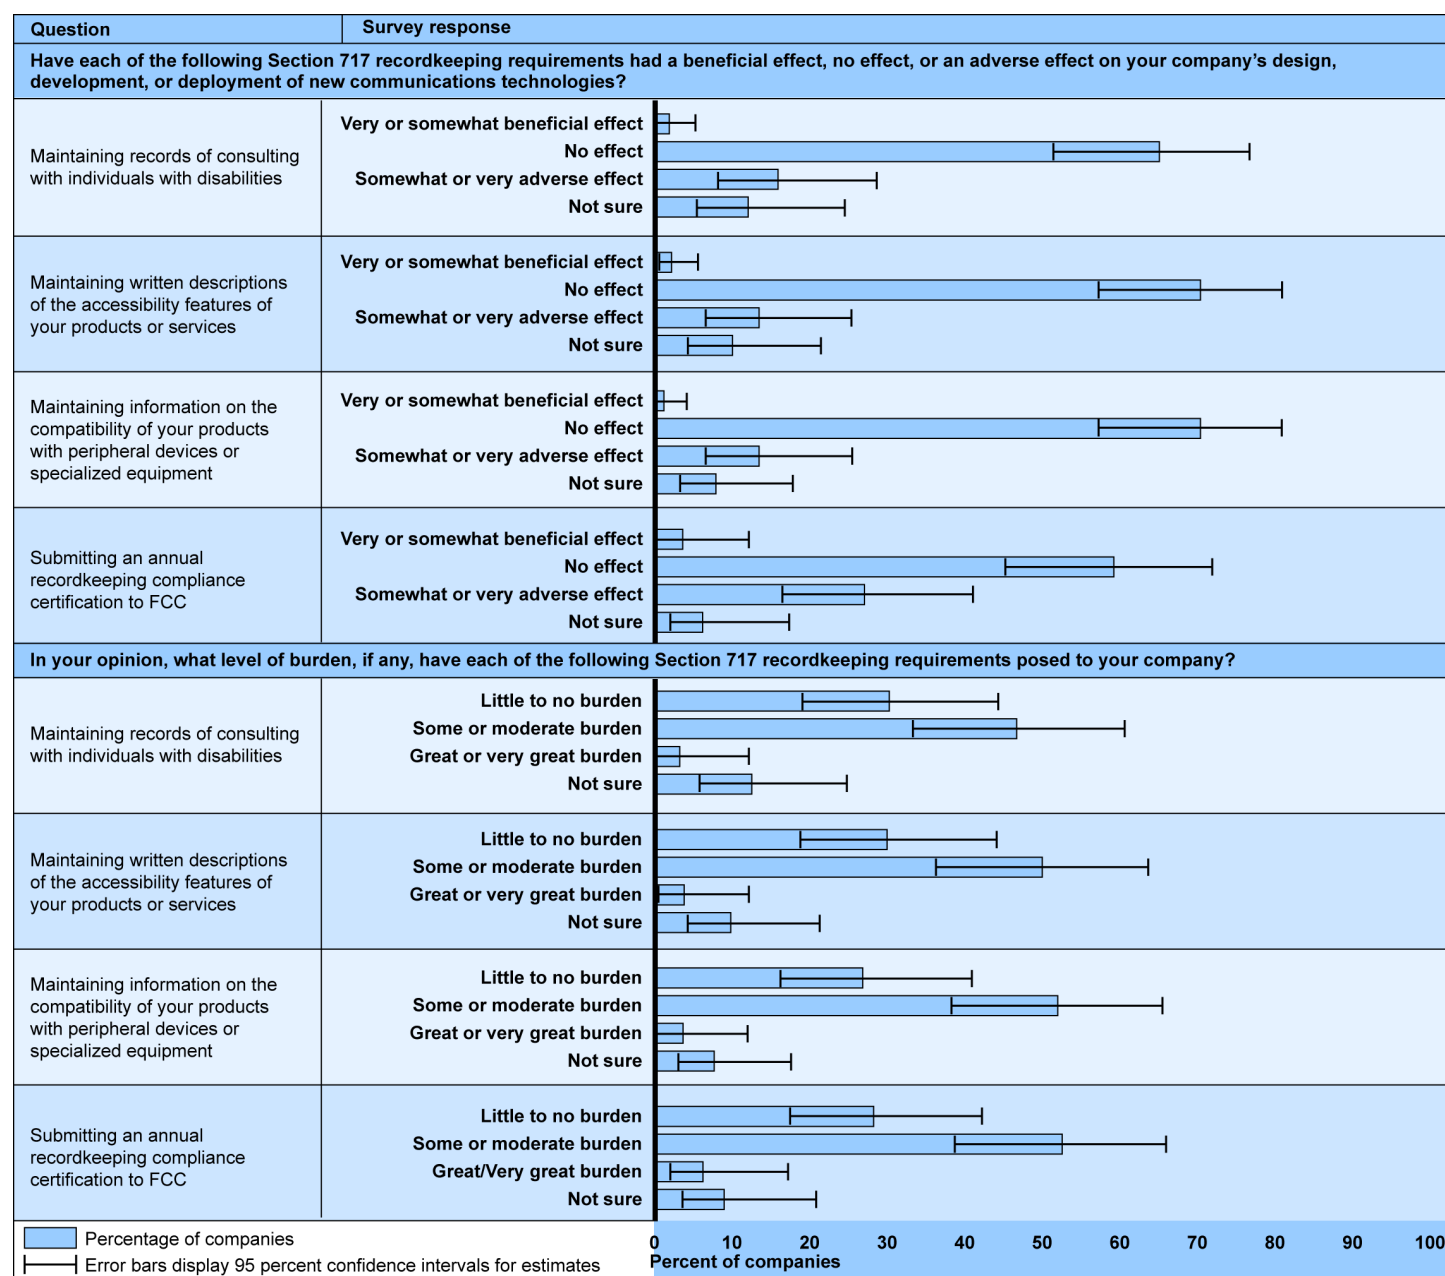 Question
Survey response
Have each of the following Section 717 recordkeeping requirements had a beneficial effect, no effect, or an adverse effect on your company’s design,
development, or deployment of new communications technologies?
Maintaining records of consulting
with individuals with disabilities
Very or somewhat beneficial effect
No effect
Somewhat or very adverse effect
Not sure
Maintaining written descriptions
of the accessibility features of
your products or services
Very or somewhat beneficial effect
No effect
Somewhat or very adverse effect
Not sure
Maintaining information on the
compatibility of your products
with peripheral devices or
specialized equipment
Very or somewhat beneficial effect
No effect
Somewhat or very adverse effect
Not sure
Submitting an annual
recordkeeping compliance
certification to FCC
Very or somewhat beneficial effect
No effect
Somewhat or very adverse effect
Not sure
In your opinion, what level of burden, if any, have each of the following Section 717 recordkeeping requirements posed to your company?
Maintaining records of consulting
with individuals with disabilities
Little to no burden
Some or moderate burden
Great or very great burden
Not sure
Maintaining written descriptions
of the accessibility features of
your products or services
Little to no burden
Some or moderate burden
Great or very great burden
Not sure
Maintaining information on the
compatibility of your products
with peripheral devices or
specialized equipment
Little to no burden
Some or moderate burden
Great or very great burden
Not sure
Submitting an annual
recordkeeping compliance
certification to FCC
Little to no burden
Some or moderate burden
Great/Very great burden
Not sure
0 10 20 30 40 50 60 70 80 90 100
Percent of companies
Percentage of companies
Error bars display 95 percent confidence intervals for estimates